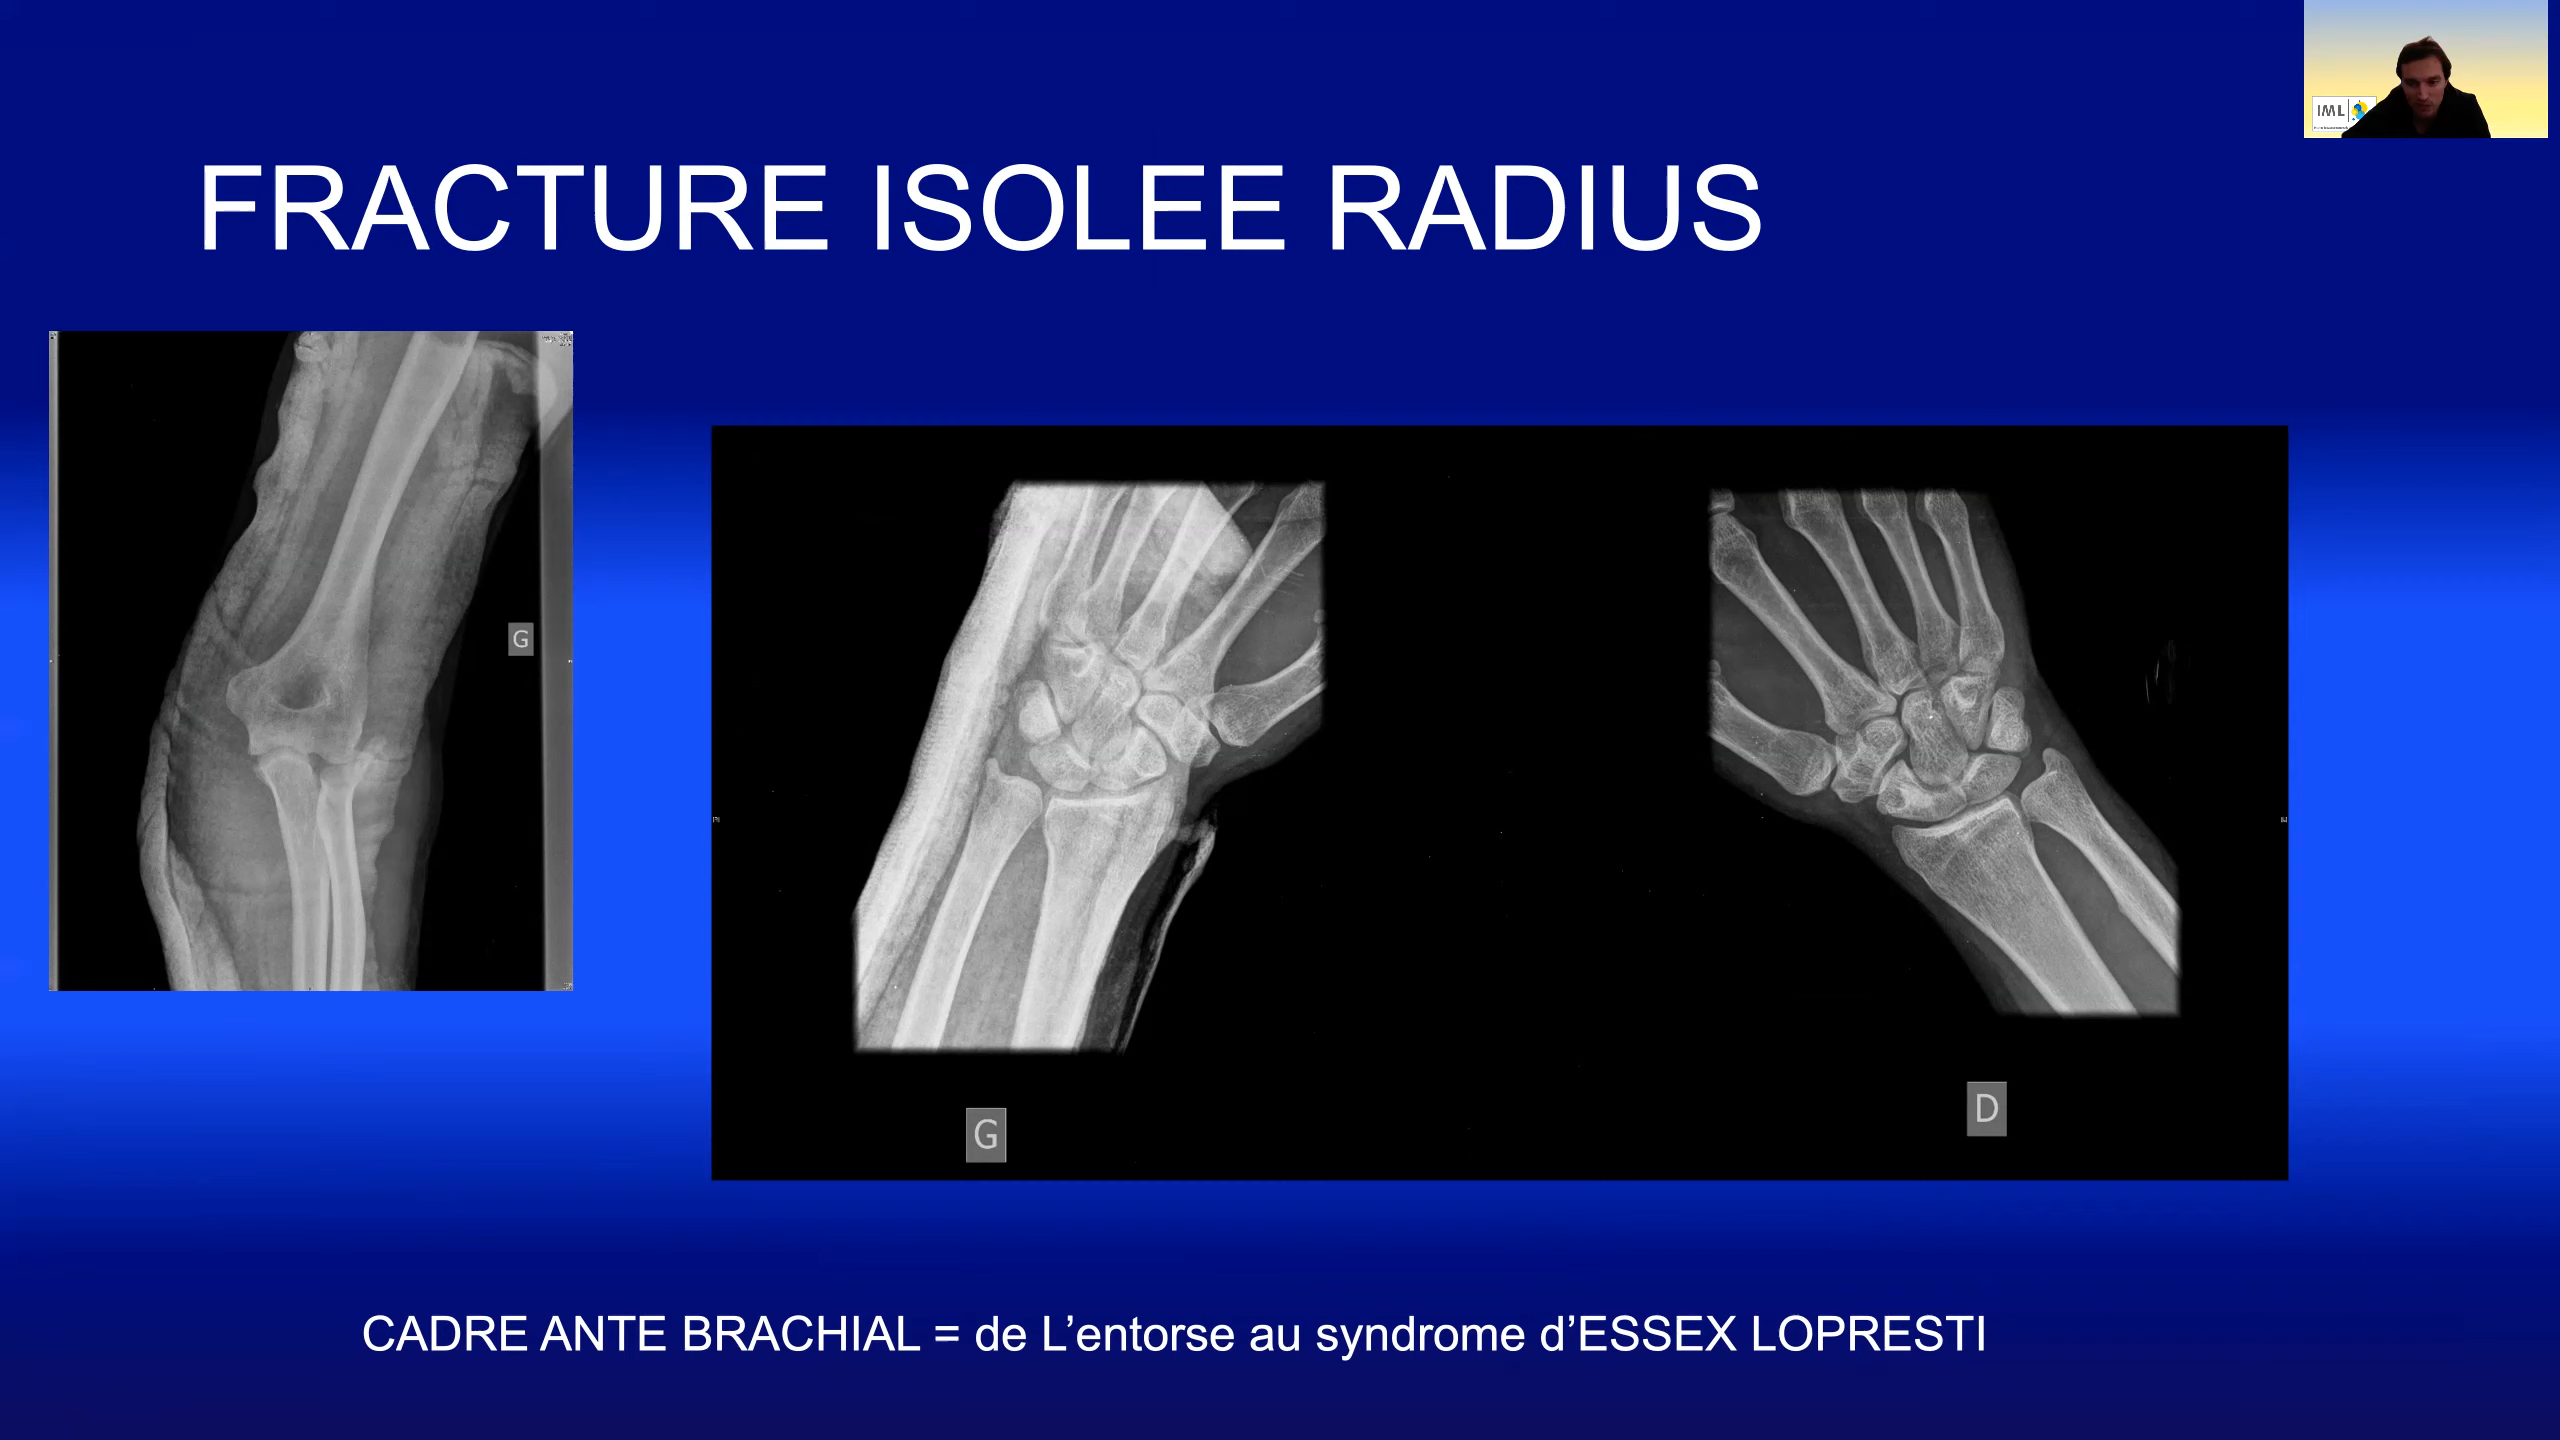 IML
FRACTURE ISOLEE RADIUS
G
G
D
CADRE ANTE BRACHIAL = de L’entorse au syndrome d’ESSEX LOPRESTI